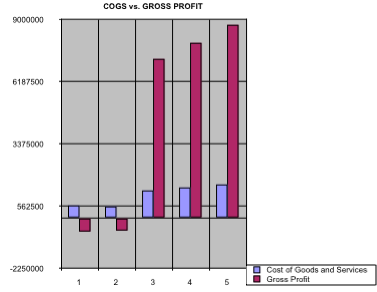 COGS vs. GROSS PROFIT
9000000
6187500
3375000
562500
-2250000
1 2 3 4 5
Cost of Goods and Services
Gross Profit